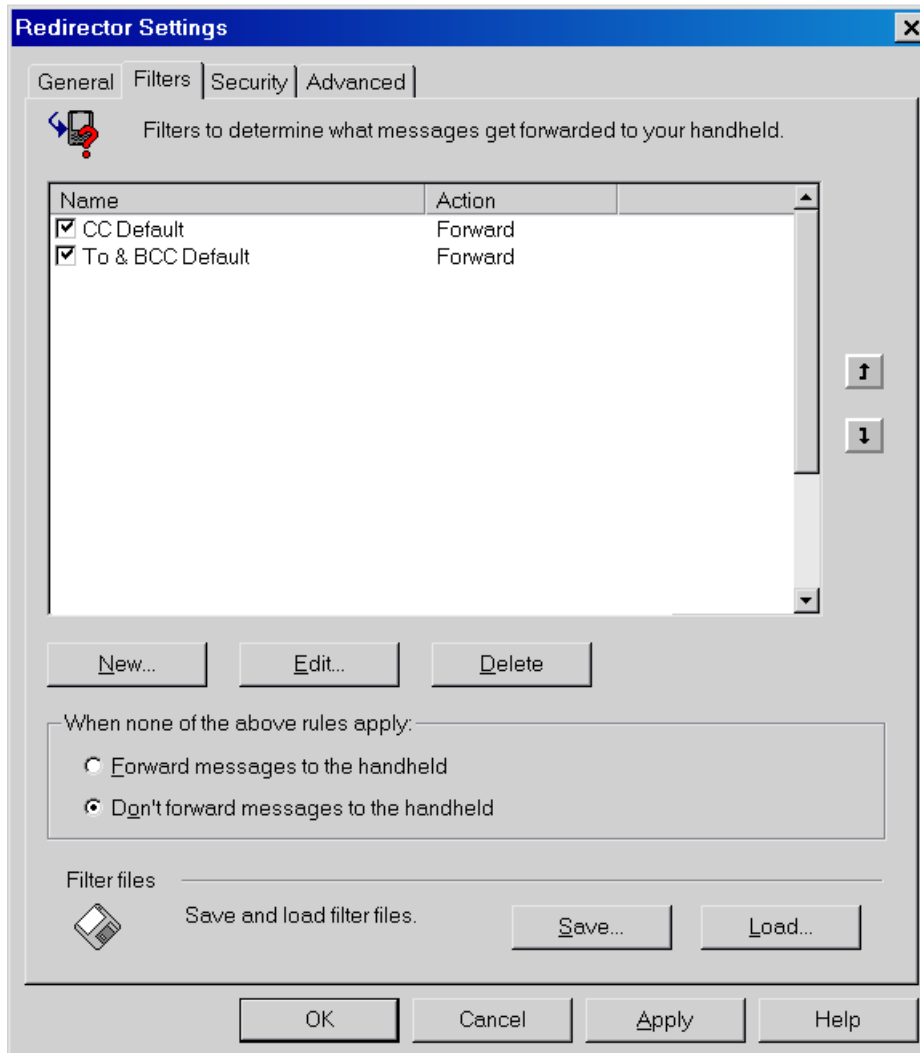 Redirector Settings
General Filters Security Advanced
Filters to determine what messages get forwarded to your handheld.
Name Action
CC Default Forward
To & BCC Default Forward
New... Edit... Delete
When none of the above rules apply:
Forward messages to the handheld
Don't forward messages to the handheld
Filter files
Save and load filter files. Save... Load...
OK Cancel Apply Help